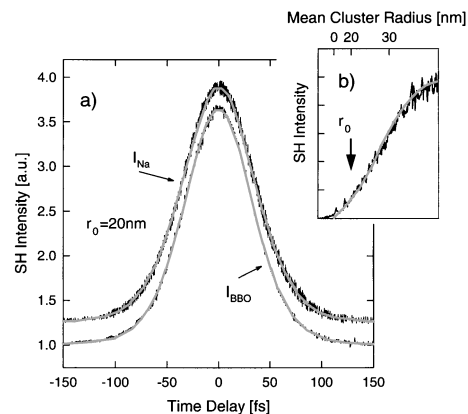 Mean Cluster Radius [nm]
0 20 30
b)
SH Intensity
r0
4.0
a)
3.5
INa
3.0
r0=20nm
2.5
2.0
IBBO
1.5
1.0
SH Intensity [a.u.]
-150 -100 -50 0 50 100 150
Time Delay [fs]